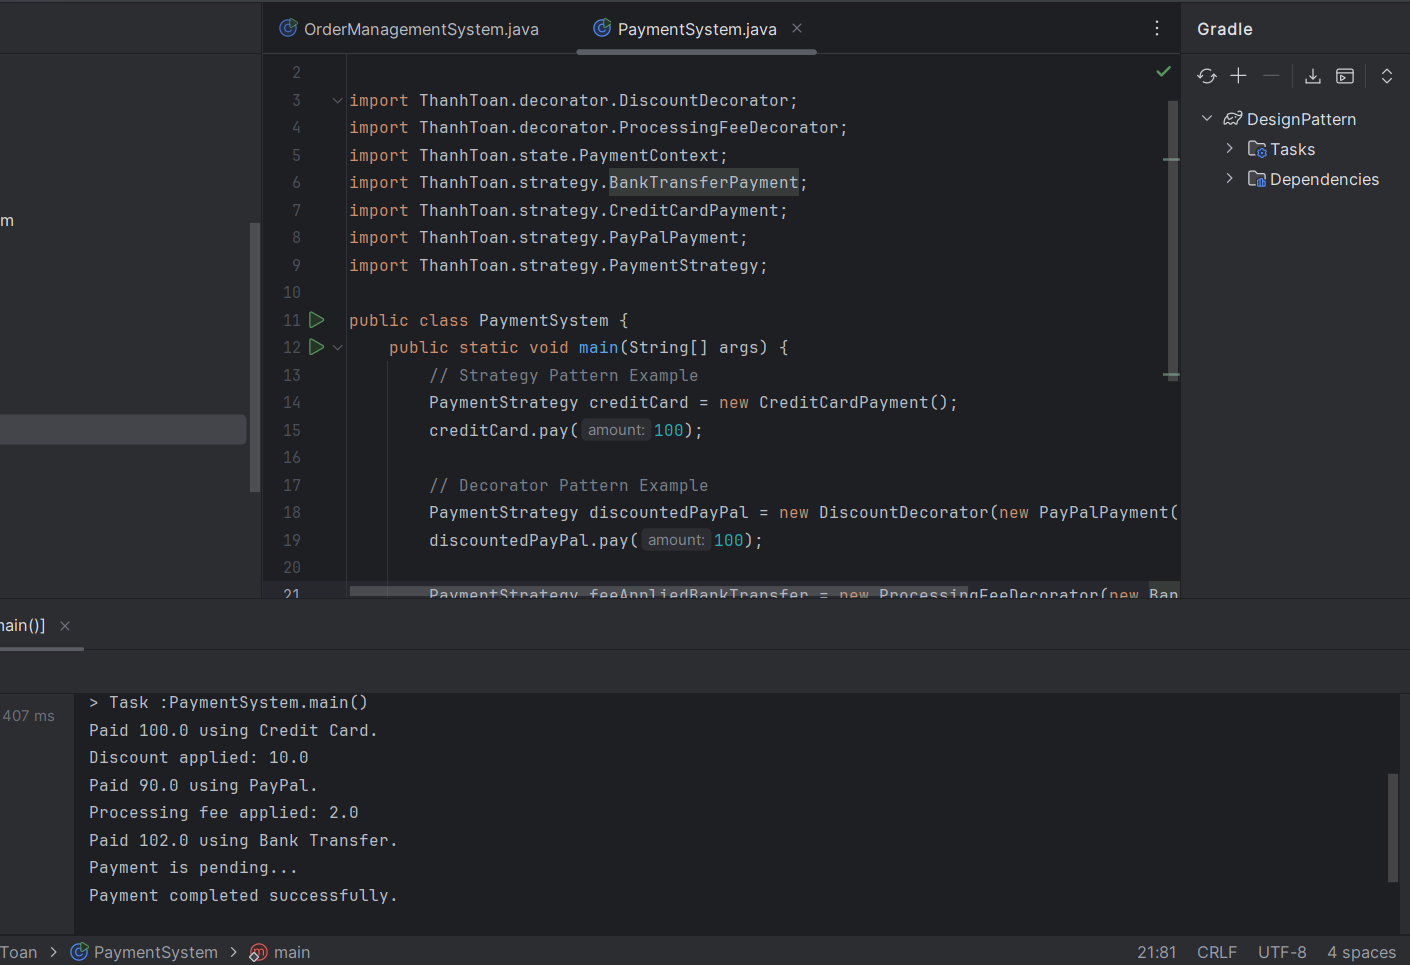 OrderManagementSystem.java
PaymentSystem.java
Gradle
m
2
3 import ThanhToan.decorator.DiscountDecorator;
4 import ThanhToan.decorator.ProcessingFeeDecorator;
5 import ThanhToan.state.PaymentContext;
6 import ThanhToan.strategy.BankTransferPayment;
7 import ThanhToan.strategy.CreditCardPayment;
8 import ThanhToan.strategy.PayPalPayment;
9 import ThanhToan.strategy.PaymentStrategy;
10
11 public class PaymentSystem {
12 public static void main(String[] args) {
13 // Strategy Pattern Example
14 PaymentStrategy creditCard = new CreditCardPayment();
15 creditCard.pay( amount: 100);
16
17 // Decorator Pattern Example
18 PaymentStrategy discountedPayPal = new DiscountDecorator(new PayPalPayment(
19 discountedPayPal.pay( amount: 100);
20
21 PaymentStrategy feeAppliedBankTransfer = new ProcessingFeeDecorator(new Ban
DesignPattern
Tasks
Dependencies
main()]
407 ms
> Task :PaymentSystem.main()
Paid 100.0 using Credit Card.
Discount applied: 10.0
Paid 90.0 using PayPal.
Processing fee applied: 2.0
Paid 102.0 using Bank Transfer.
Payment is pending...
Payment completed successfully.
Toan > PaymentSystem > main
21:81 CRLF UTF-8 4 spaces